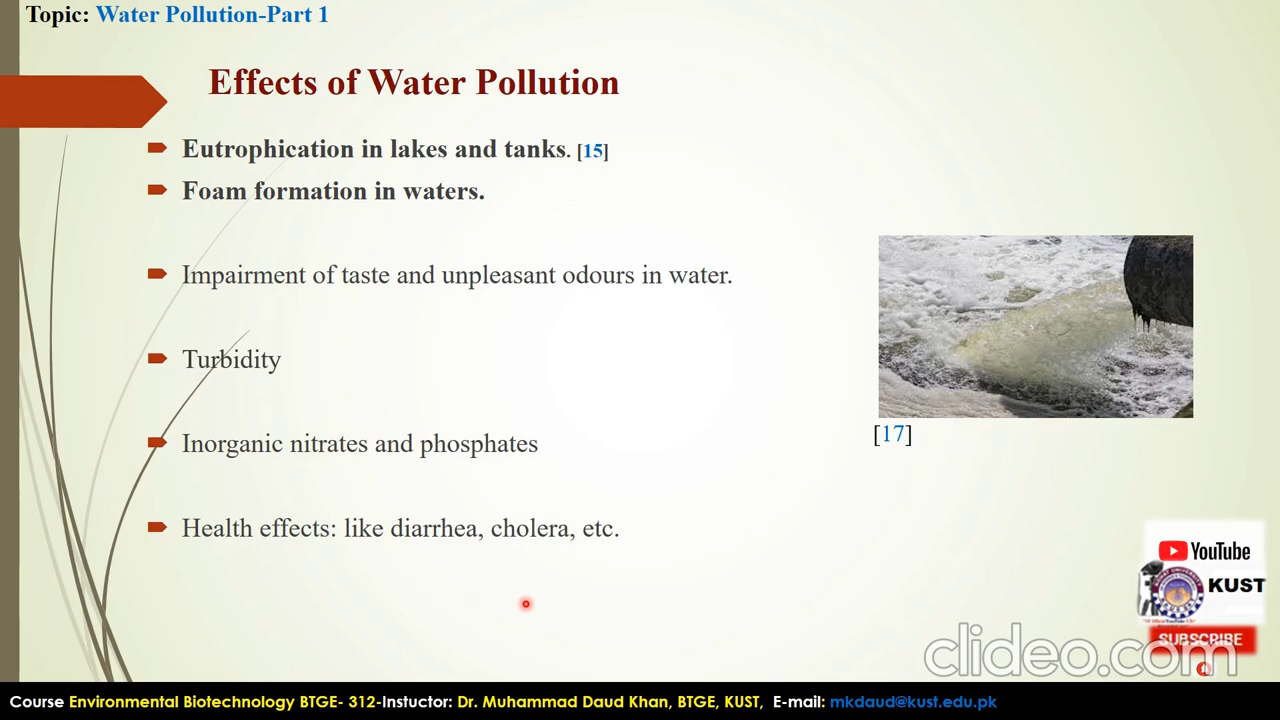 Topic: Water Pollution-Part 1
Effects of Water Pollution
Eutrophication in lakes and tanks. [15]
Foam formation in waters.
Impairment of taste and unpleasant odours in water.
Turbidity
Inorganic nitrates and phosphates
Health effects: like diarrhea, cholera, etc.
[17]
YouTube
KUST
SUBSCRIBE
clideo.com
Course Environmental Biotechnology BTGE- 312-Instuctor: Dr. Muhammad Daud Khan, BTGE, KUST, E-mail: mkdaud@kust.edu.pk